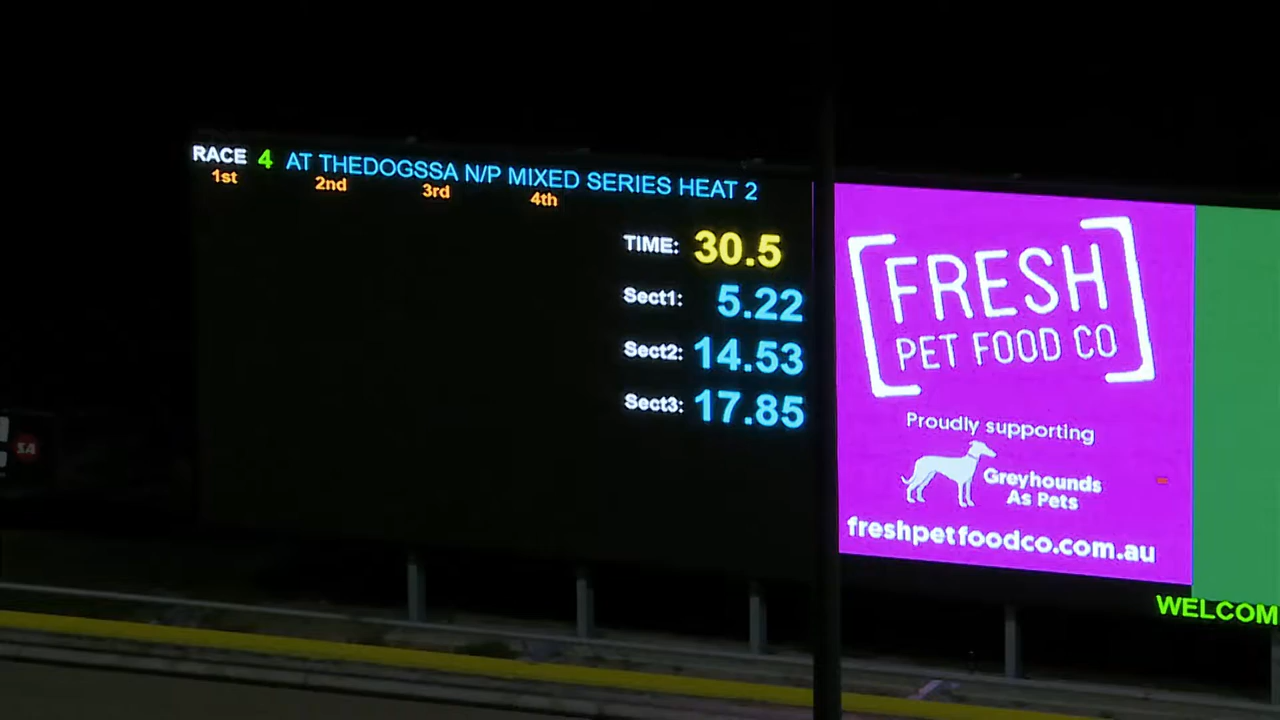 RACE 4 AT THEDOGSSA N/P MIXED SERIES HEAT 2
1st 2nd 3rd 4th
TIME: 30.5
Sect1: 5.22
Sect2: 14.53
Sect3: 17.85
FRESH
PET FOOD CO
Proudly supporting
Greyhounds
As Pets
freshpetfoodco.com.au
WELCOM
SA